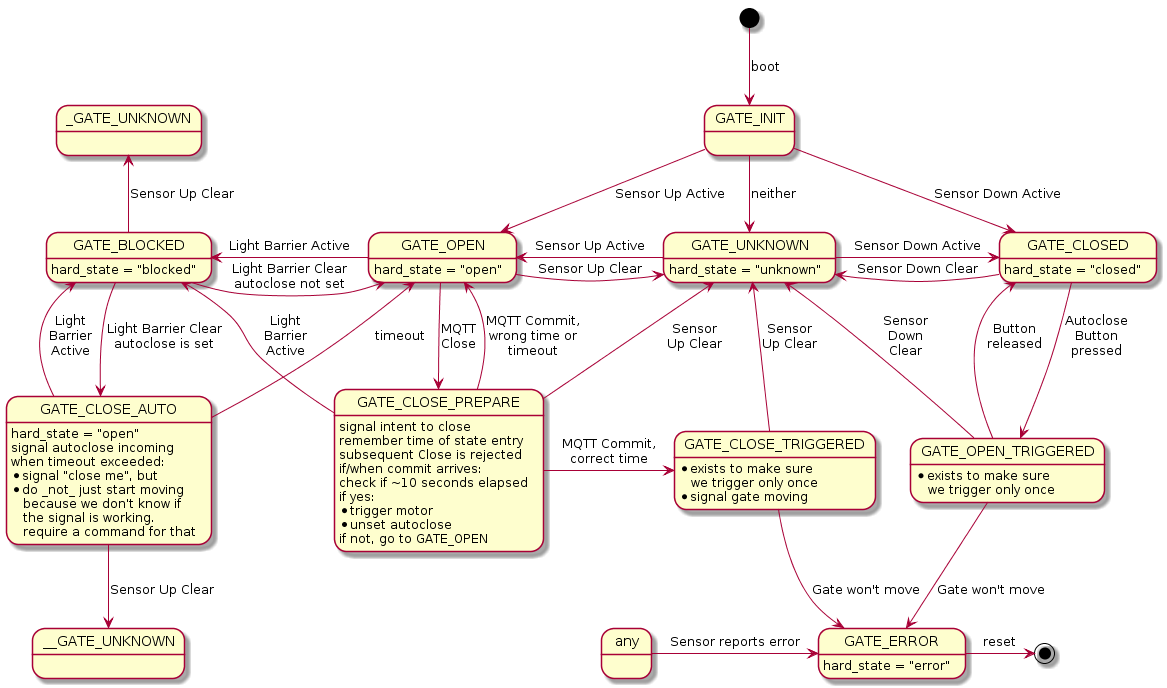 boot
GATE_INIT
_GATE_UNKNOWN
Sensor Up Clear
Sensor Up Active
neither
Sensor Down Active
GATE_BLOCKED
hard_state = "blocked"
Light Barrier Active
Light Barrier Clear
autoclose not set
GATE_OPEN
hard_state = "open"
Sensor Up Active
Sensor Up Clear
GATE_UNKNOWN
hard_state = "unknown"
Sensor Down Active
Sensor Down Clear
GATE_CLOSED
hard_state = "closed"
Light
Barrier
Active
Light Barrier Clear
autoclose is set
Light
Barrier
Active
timeout
MQTT
Close
MQTT Commit,
wrong time or
timeout
Sensor
Up Clear
Sensor
Up Clear
Sensor
Down
Clear
Button
released
Autoclose
Button
pressed
GATE_CLOSE_AUTO
hard_state = "open"
signal autoclose incoming
when timeout exceeded:
• signal "close me", but
• do _not_ just start moving
because we don't know if
the signal is working.
require a command for that
GATE_CLOSE_PREPARE
signal intent to close
remember time of state entry
subsequent Close is rejected
if/when commit arrives:
check if ~10 seconds elapsed
if yes:
• trigger motor
• unset autoclose
if not, go to GATE_OPEN
MQTT Commit,
correct time
GATE_CLOSE_TRIGGERED
• exists to make sure
we trigger only once
• signal gate moving
GATE_OPEN_TRIGGERED
• exists to make sure
we trigger only once
Sensor Up Clear
Gate won't move
Gate won't move
__GATE_UNKNOWN
any
Sensor reports error
GATE_ERROR
hard_state = "error"
reset